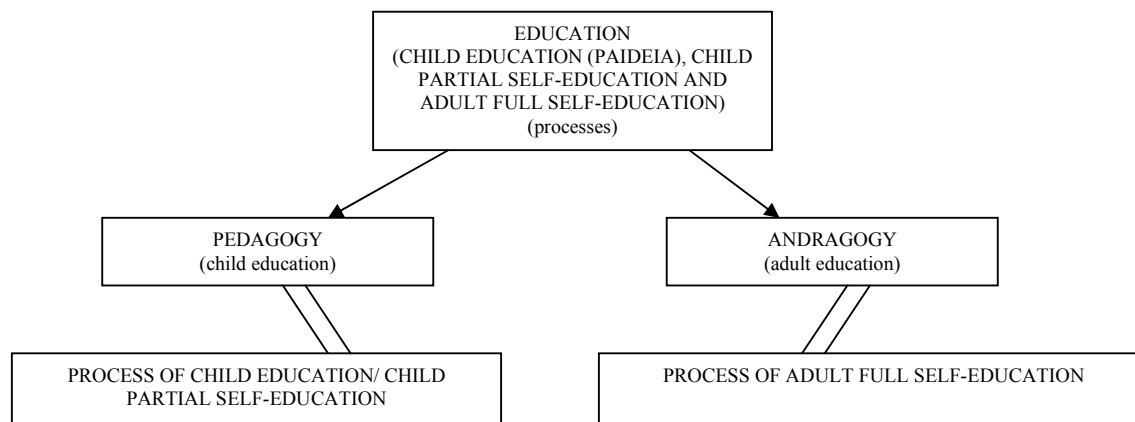 EDUCATION
(CHILD EDUCATION (PAIDEIA), CHILD
PARTIAL SELF-EDUCATION AND
ADULT FULL SELF-EDUCATION)
(processes)
PEDAGOGY
(child education)
ANDRAGOGY
(adult education)
PROCESS OF CHILD EDUCATION/ CHILD
PARTIAL SELF-EDUCATION
PROCESS OF ADULT FULL SELF-EDUCATION